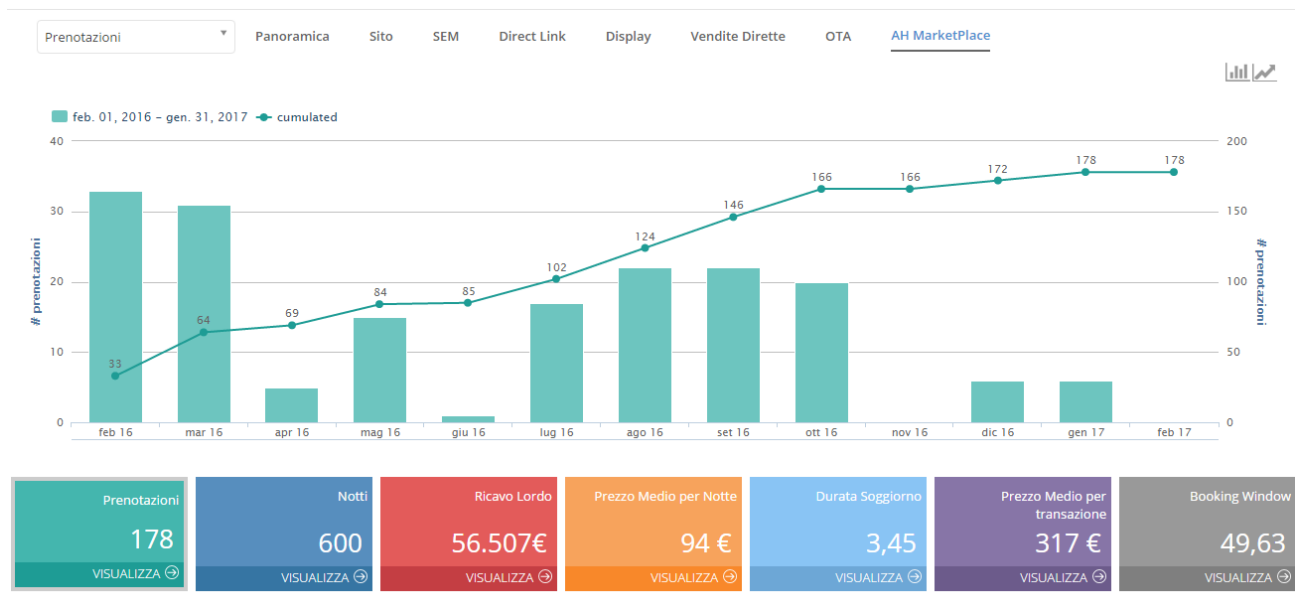 Prenotazioni Panoramica Sito SEM Direct Link Display Vendite Dirette OTA AH MarketPlace
feb. 01, 2016 – gen. 31, 2017 cumulated
40 200
30 150
20 100
10 50
0 0
# prenotazioni
# prenotazioni
33 64 69 84 85 102 124 146 166 166 172 178 178
feb 16 mar 16 apr 16 mag 16 giu 16 lug 16 ago 16 set 16 ott 16 nov 16 dic 16 gen 17 feb 17
Prenotazioni
178
VISUALIZZA
Notti
600
VISUALIZZA
Ricavo Lordo
56.507€
VISUALIZZA
Prezzo Medio per Notte
94 €
VISUALIZZA
Durata Soggiorno
3,45
VISUALIZZA
Prezzo Medio per
transazione
317 €
VISUALIZZA
Booking Window
49,63
VISUALIZZA